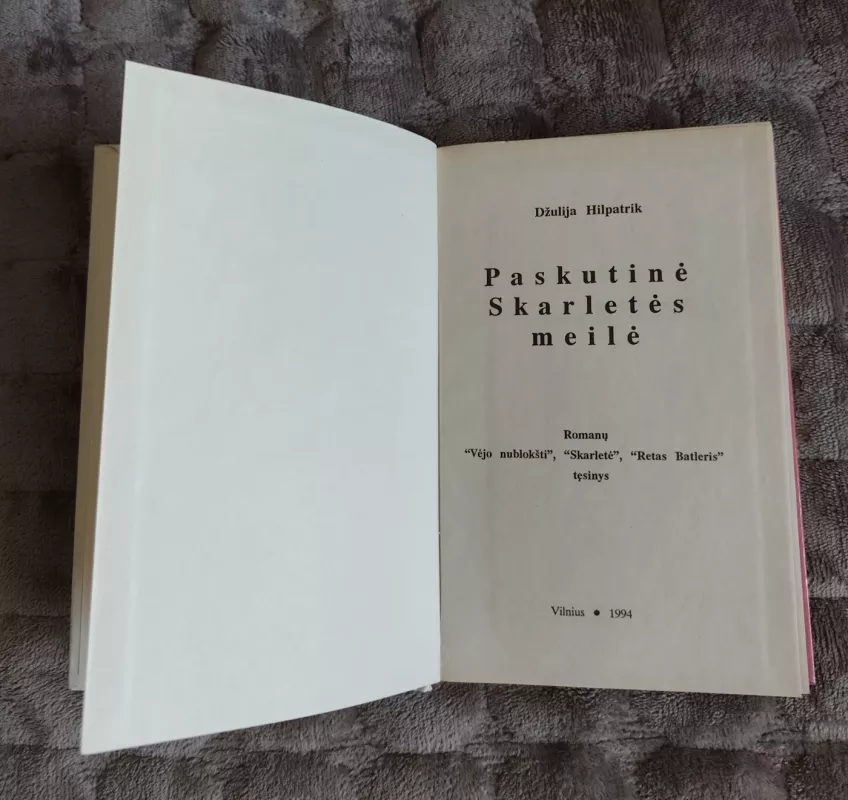 Džulija Hilpatrik
Paskutinė
Skarletės
meilė
Romanų
“Vėjo nublokšti”, “Skarletė”, “Retas Batleris”
tęsinys
Vilnius ● 1994